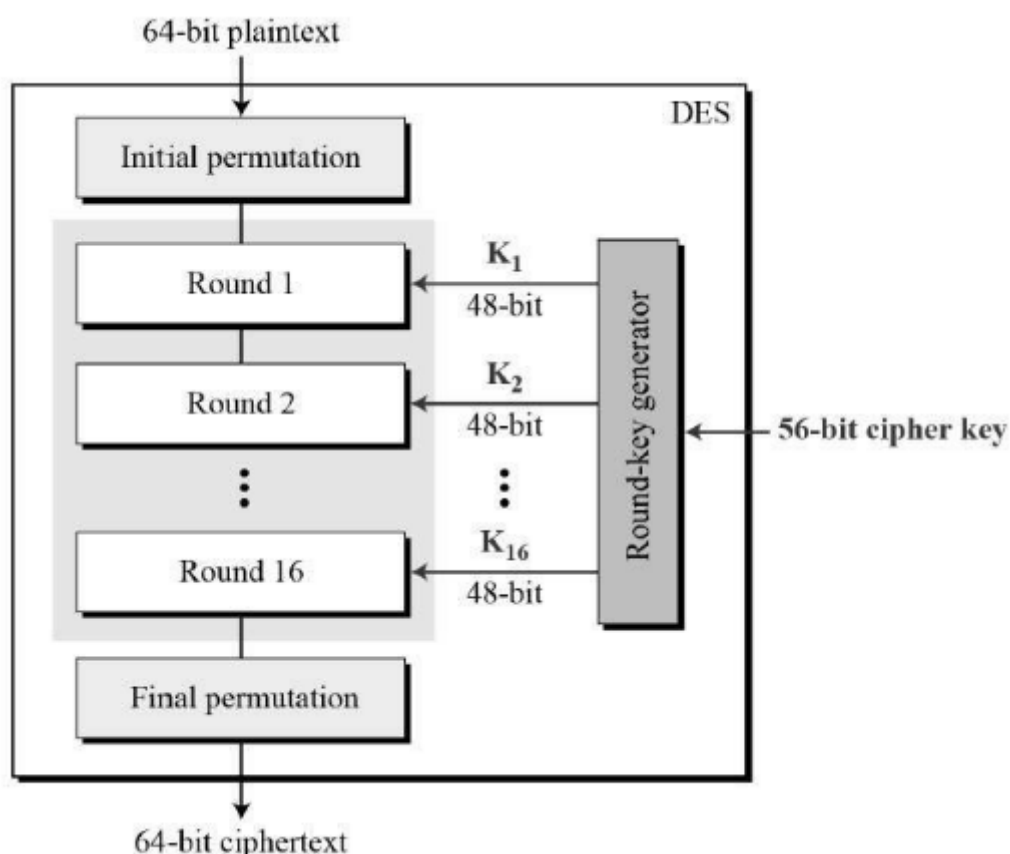 64-bit plaintext
DES
Initial permutation
Round 1
K₁
48-bit
Round 2
K₂
48-bit
Round 16
K₁₆
48-bit
Round-key generator
56-bit cipher key
Final permutation
64-bit ciphertext